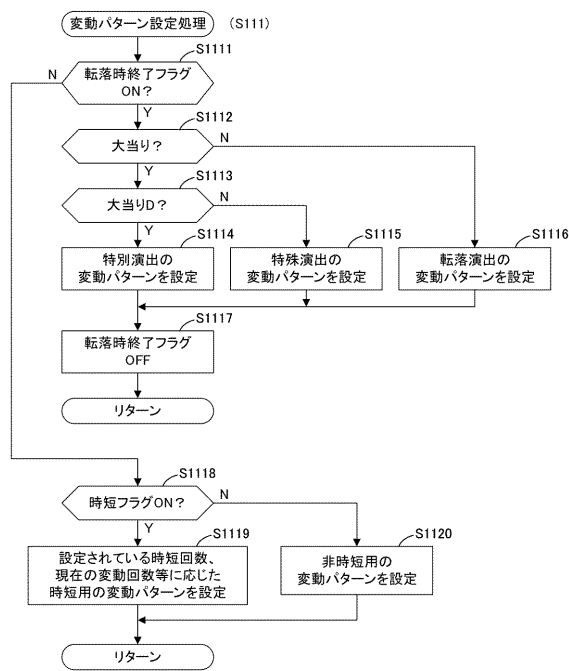 変動パターン設定処理
(S111)
S1111
転落時終了フラグ
ON?
N
Y
S1112
大当り?
N
Y
S1113
大当りD?
N
Y
S1114
特別演出の
変動パターンを設定
S1115
特殊演出の
変動パターンを設定
S1116
転落演出の
変動パターンを設定
S1117
転落時終了フラグ
OFF
リターン
S1118
時短フラグON?
N
Y
S1119
設定されている時短回数、
現在の変動回数等に応じた
時短用の変動パターンを設定
S1120
非時短用の
変動パターンを設定
リターン